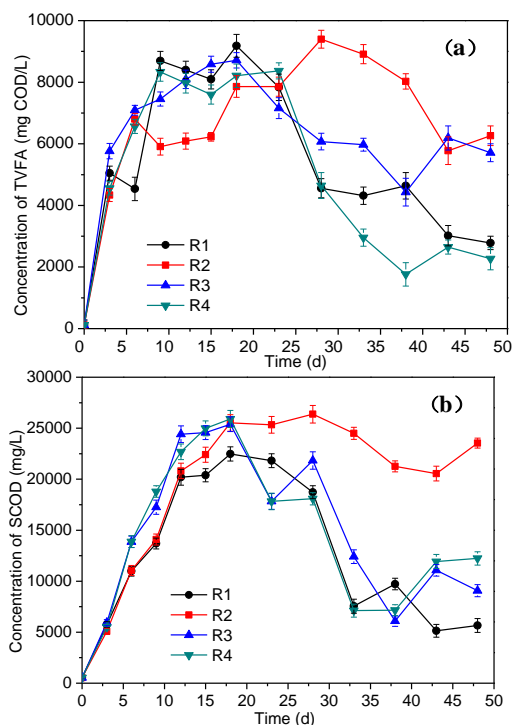 10000
8000
6000
4000
2000
0
Concentration of TVFA (mg COD/L)
(a)
R1
R2
R3
R4
0 5 10 15 20 25 30 35 40 45 50
Time (d)
30000
25000
20000
15000
10000
5000
0
Concentration of SCOD (mg/L)
(b)
R1
R2
R3
R4
0 5 10 15 20 25 30 35 40 45 50
Time (d)